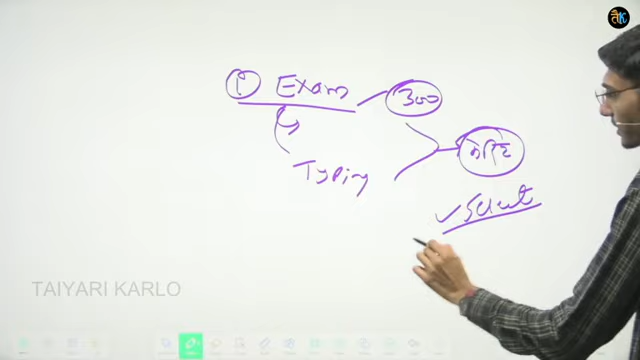 ① Exam 300
Typing मेरिट
✓ Select
TAIYARI KARLO
तैK